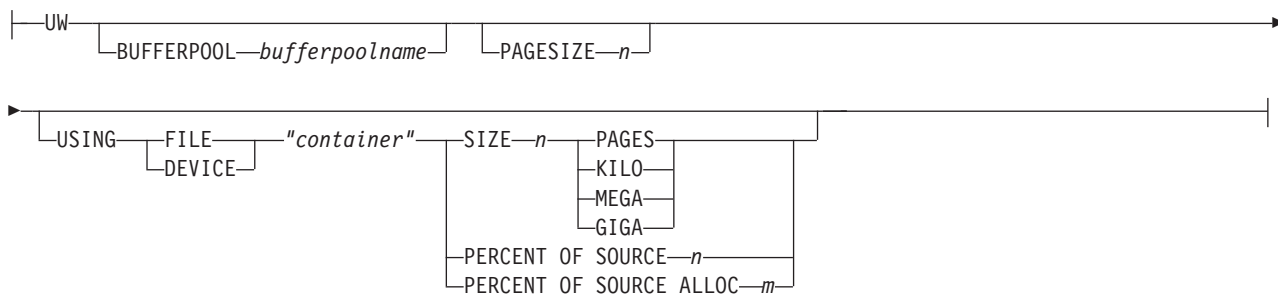 UW
BUFFERPOOL bufferpoolname PAGESIZE n
USING FILE "container" SIZE n PAGES
DEVICE KILO
MEGA
GIGA
PERCENT OF SOURCE n
PERCENT OF SOURCE ALLOC m